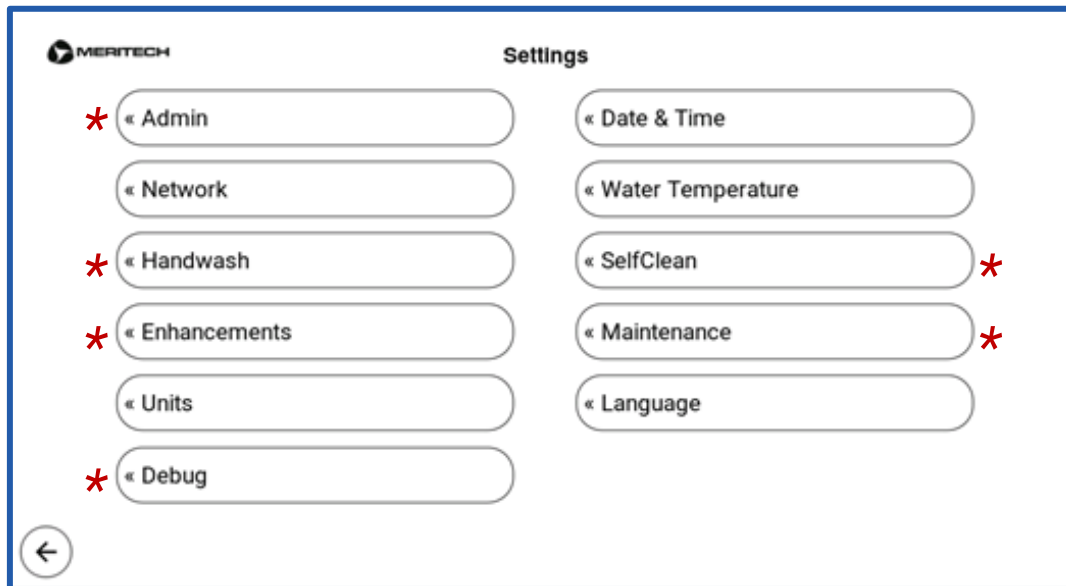 MERITECH
Settings
* « Admin
« Date & Time
« Network
« Water Temperature
* « Handwash
« SelfClean *
* « Enhancements
« Maintenance *
« Units
« Language
* « Debug